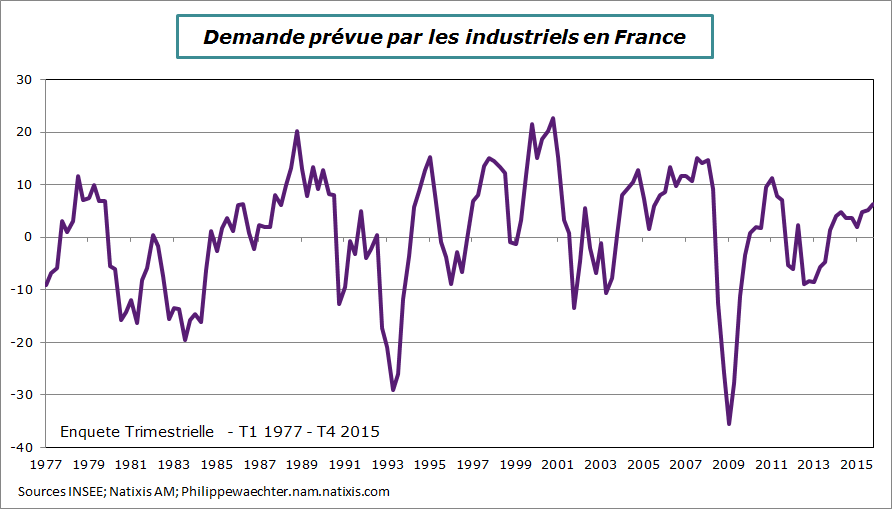 Demande prévue par les industriels en France
30
20
10
0
-10
-20
-30
-40
Enquete Trimestrielle - T1 1977 - T4 2015
1977 1979 1981 1983 1985 1987 1989 1991 1993 1995 1997 1999 2001 2003 2005 2007 2009 2011 2013 2015
Sources INSEE; Natixis AM; Philippewaechter.nam.natixis.com